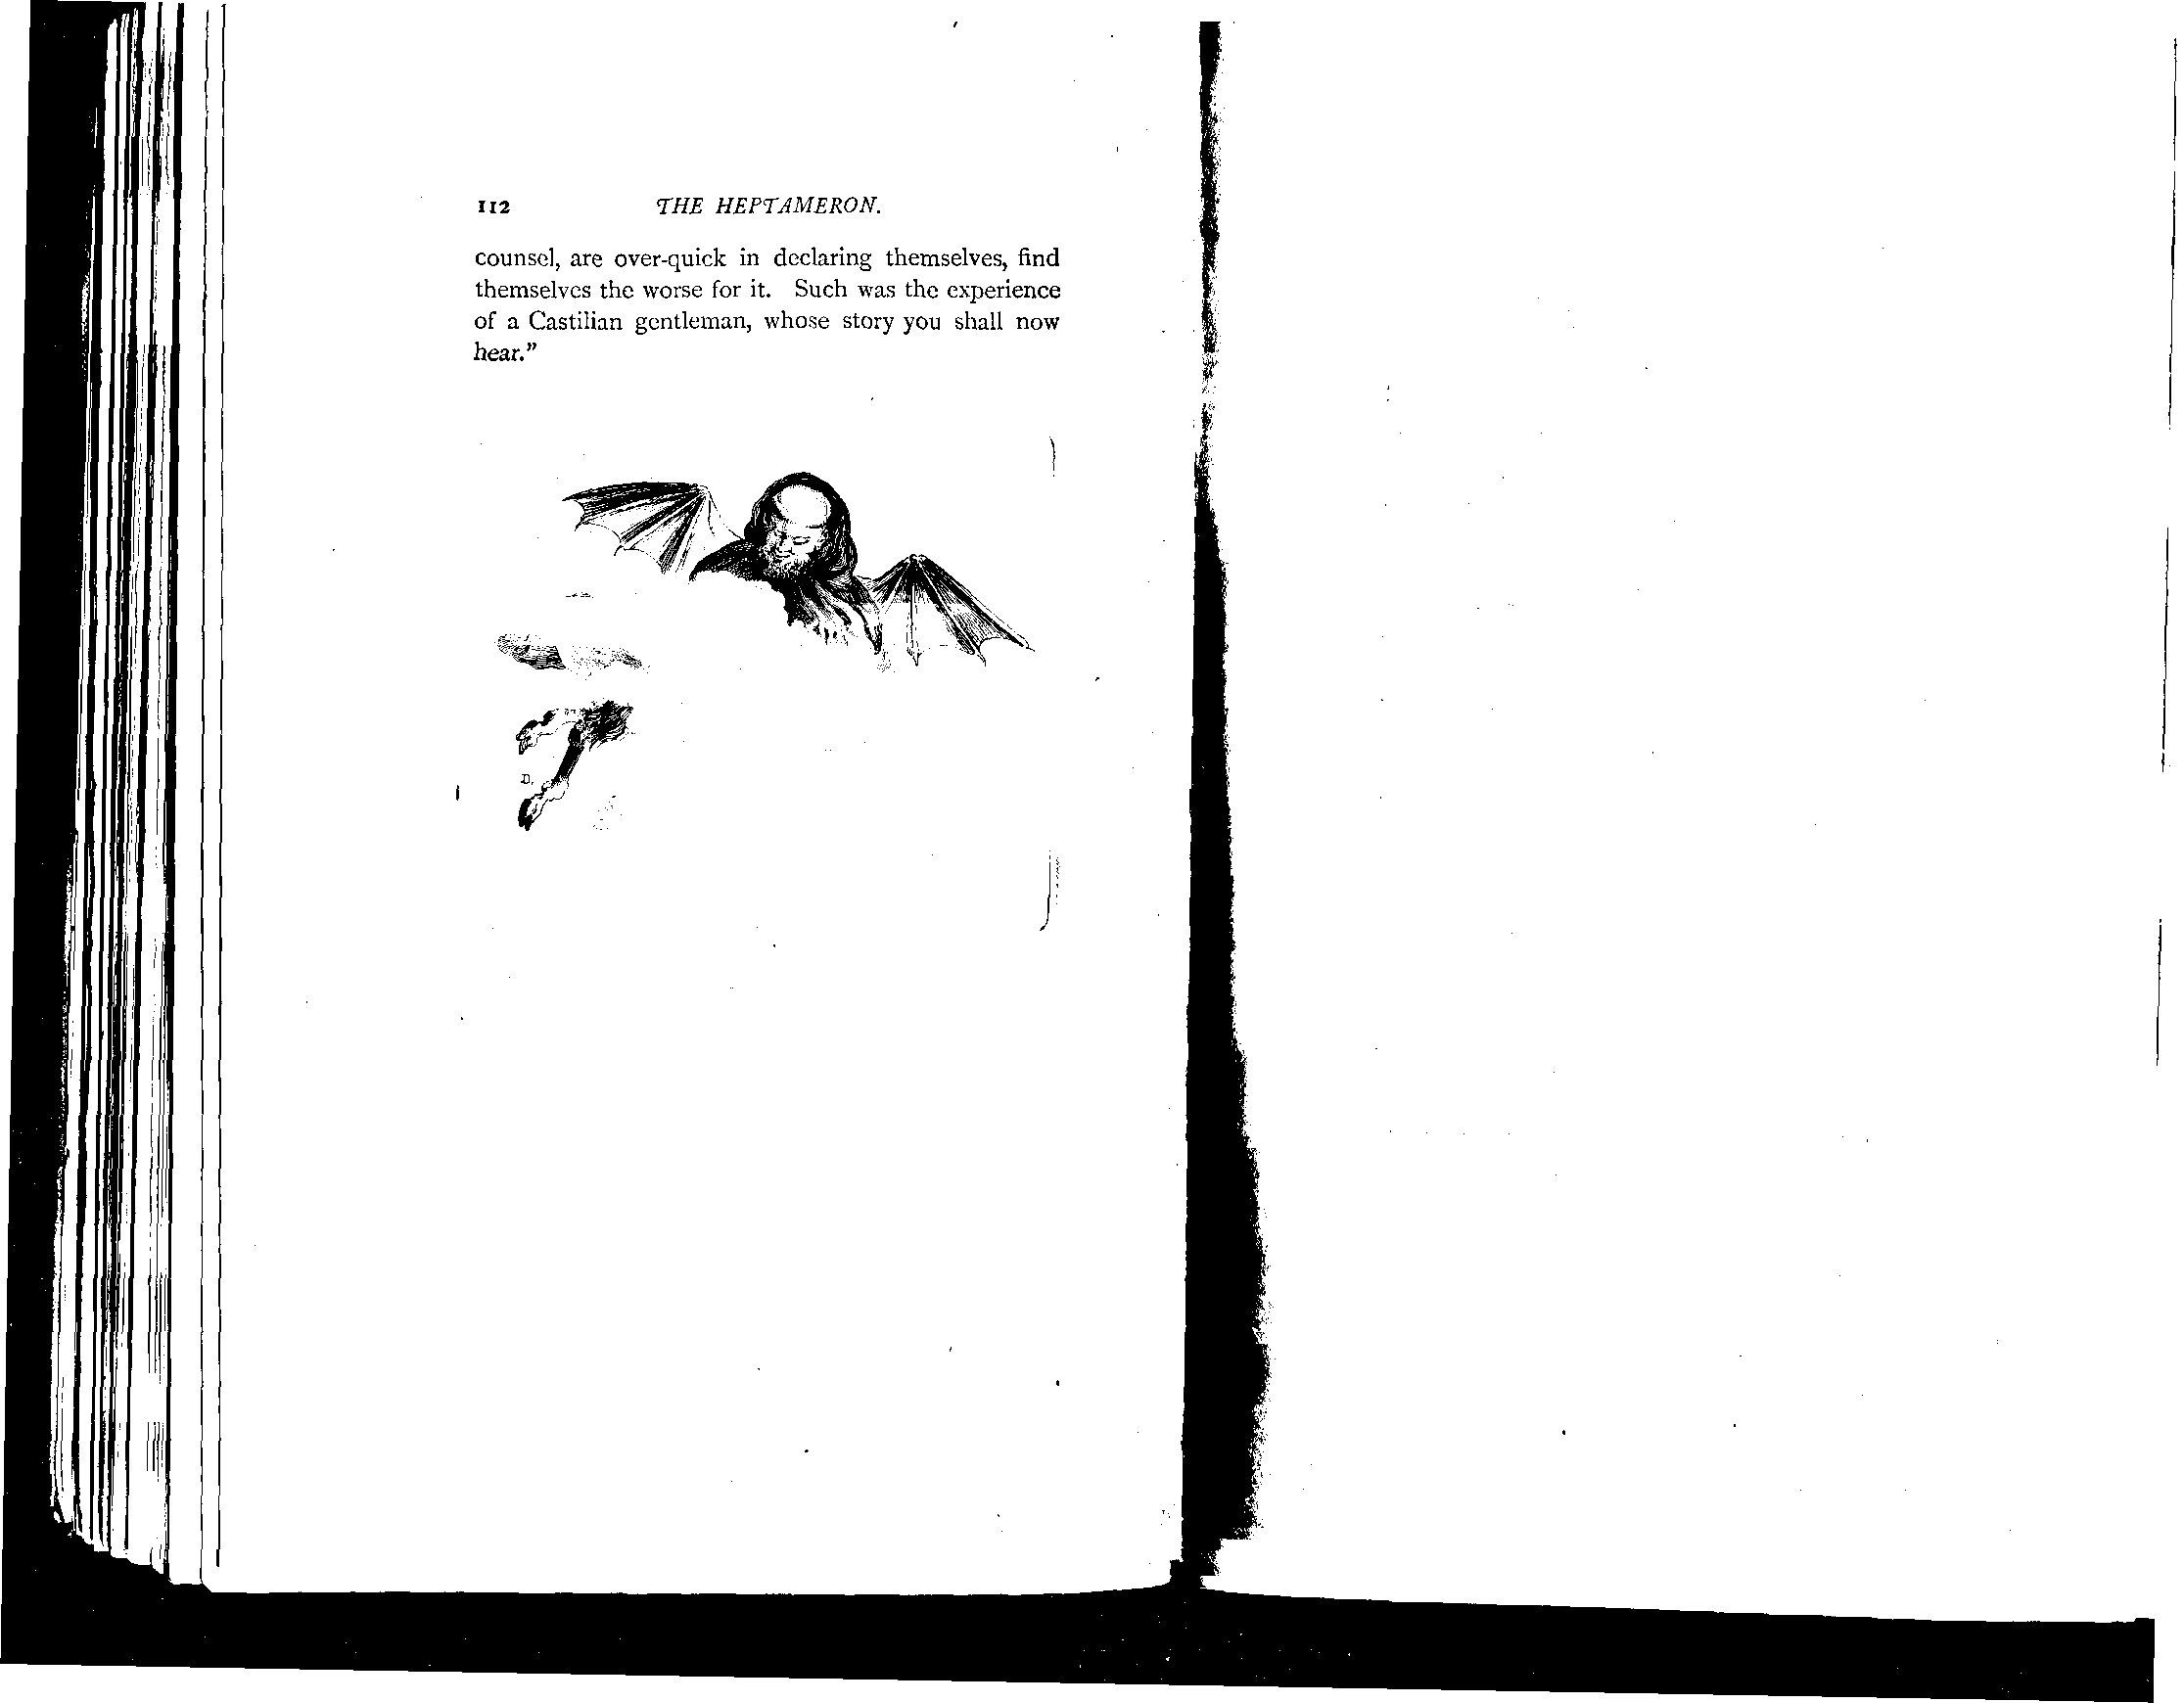 112 THE HEPTAMERON.
counsel, are over-quick in declaring themselves, find
themselves the worse for it. Such was the experience
of a Castilian gentleman, whose story you shall now
hear.”
D.